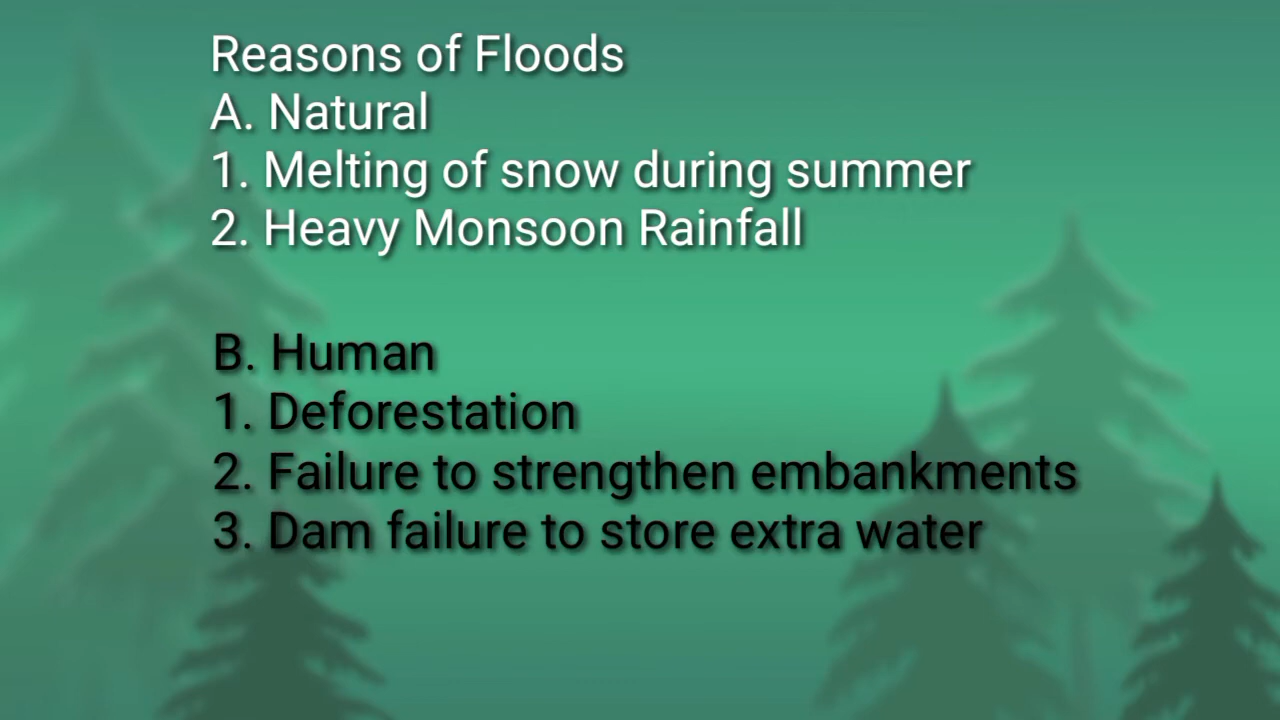 Reasons of Floods
A. Natural
1. Melting of snow during summer
2. Heavy Monsoon Rainfall
B. Human
1. Deforestation
2. Failure to strengthen embankments
3. Dam failure to store extra water